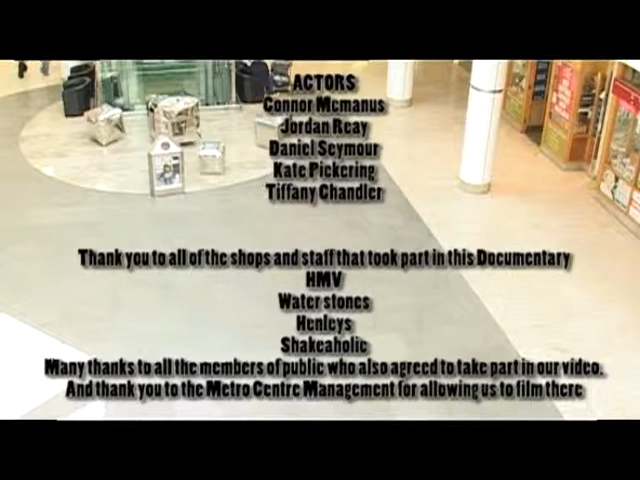 ACTORS
Connor Mcmanus
Jordan Reay
Daniel Seymour
Kate Pickering
Tiffany Chandler
Thank you to all of the shops and staff that took part in this Documentary
HMV
Water stones
Henleys
Shakeaholic
Many thanks to all the members of public who also agreed to take part in our video.
And thank you to the Metro Centre Management for allowing us to film there